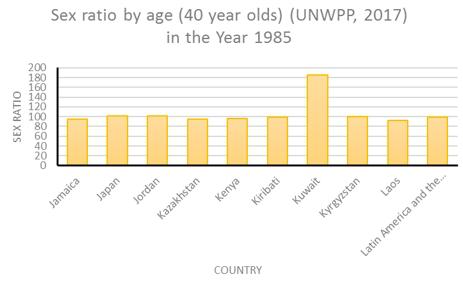 Sex ratio by age (40 year olds) (UNWPP, 2017)
in the Year 1985
SEX RATIO
200
180
160
140
120
100
80
60
40
20
0
Jamaica
Japan
Jordan
Kazakhstan
Kenya
Kiribati
Kuwait
Kyrgyzstan
Laos
Latin America and the...
COUNTRY